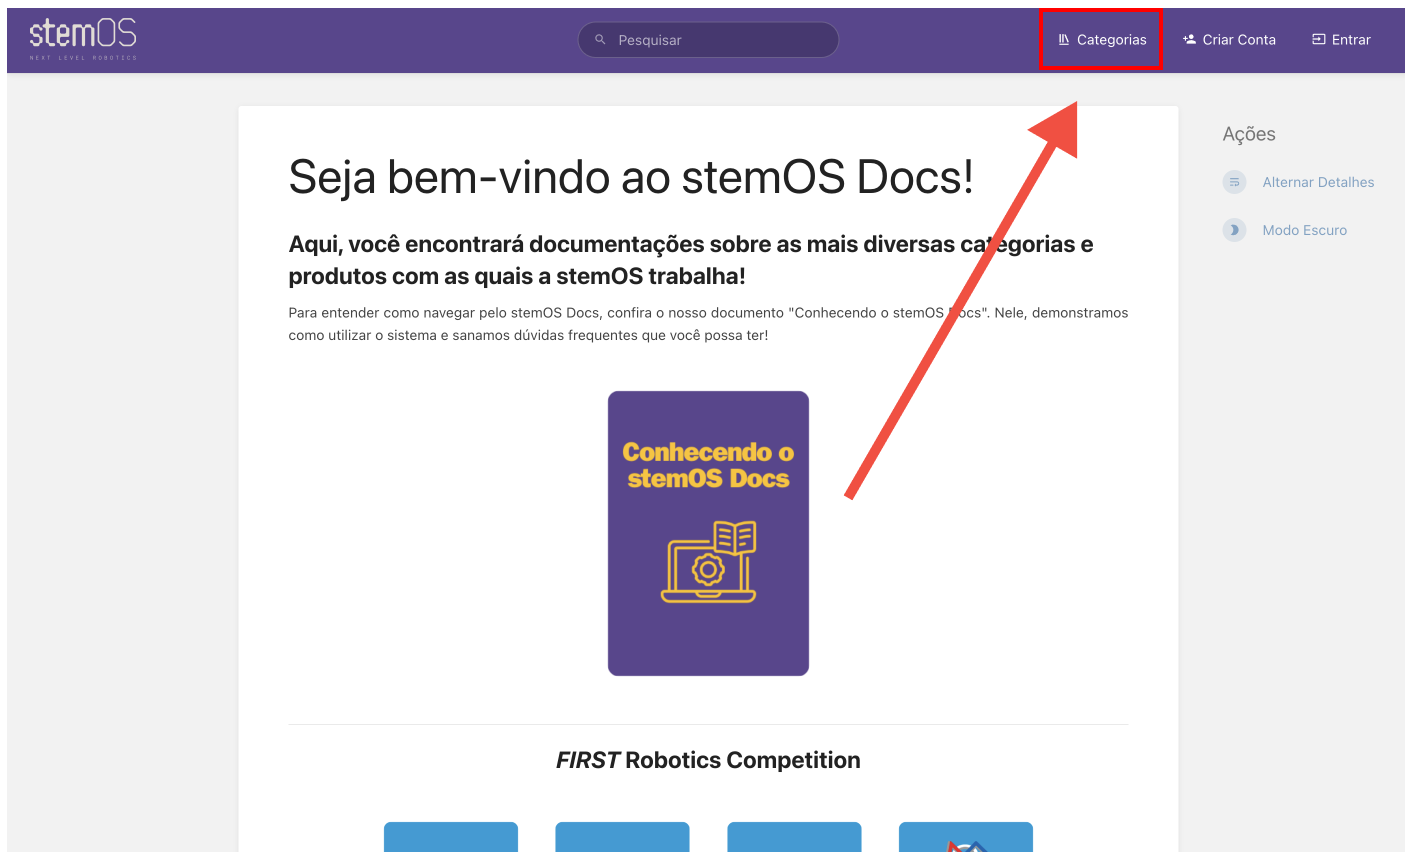 stemOS
NEXT LEVEL ROBOTICS
Pesquisar
Categorias
Criar Conta
Entrar
Seja bem-vindo ao stemOS Docs!
Aqui, você encontrará documentações sobre as mais diversas categorias e
produtos com as quais a stemOS trabalha!
Para entender como navegar pelo stemOS Docs, confira o nosso documento "Conhecendo o stemOS Docs". Nele, demonstramos
como utilizar o sistema e sanamos dúvidas frequentes que você possa ter!
Conhecendo o
stemOS Docs
FIRST Robotics Competition
Ações
Alternar Detalhes
Modo Escuro